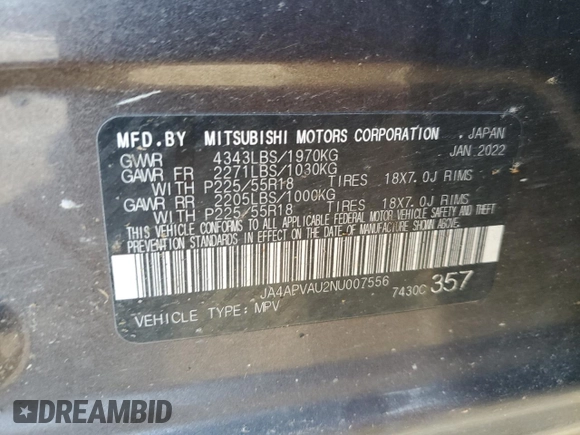 MFD.BY MITSUBISHI MOTORS CORPORATION JAPAN
GVWR 4343LBS/1970KG JAN.2022
GAWR FR 2271LBS/1030KG
WITH P225/55R18 TIRES 18X7.0J RIMS
GAWR RR 2205LBS/1000KG
WITH P225/55R18 TIRES 18X7.0J RIMS
THIS VEHICLE CONFORMS TO ALL APPLICABLE FEDERAL MOTOR VEHICLE SAFETY AND THEFT
PREVENTION STANDARDS IN EFFECT ON THE DATE OF MANUFACTURE SHOWN ABOVE.
JA4APVAU2NU007556
7430C 357
VEHICLE TYPE: MPV
DREAMBID